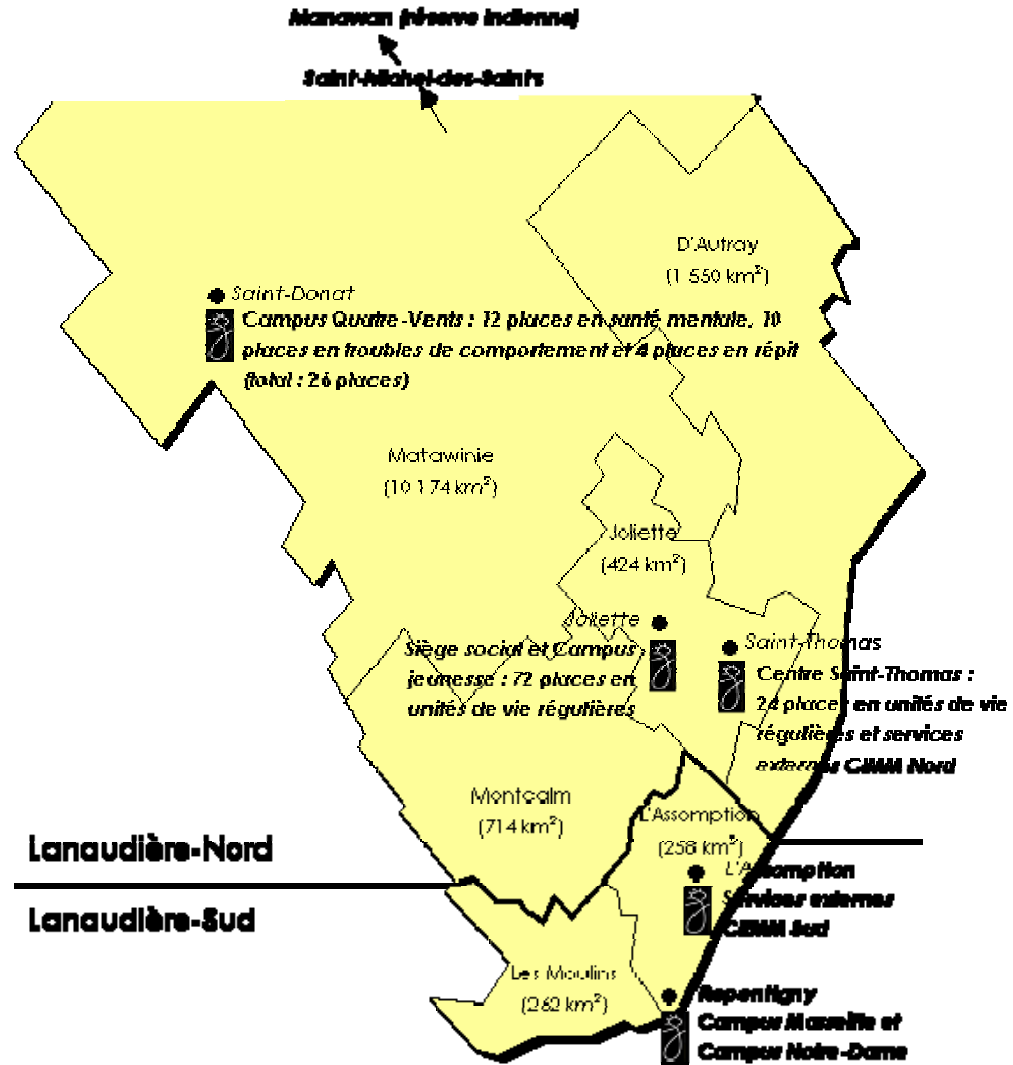 Manawan (réserve indienne)
Saint-Michel-des-Saints
D'Autray
(1 550 km²)
Saint-Donat
Campus Quatre-Vents : 12 places en santé mentale, 10
places en troubles de comportement et 4 places en répit
(total : 26 places)
Matawinie
(10 174 km²)
Joliette
(424 km²)
Joliette
Siège social et Campus
jeunesse : 72 places en
unités de vie régulières
Saint-Thomas
Centre Saint-Thomas :
24 places en unités de vie
régulières et services
externes CJMM Nord
Montcalm
(714 km²)
L'Assomption
(258 km²)
Lanaudière-Nord
L'Assomption
Services externes
Sud
Lanaudière-Sud
Les Moulins
(262 km²)
Repentigny
Campus Masseille et
Campus Notre-Dame